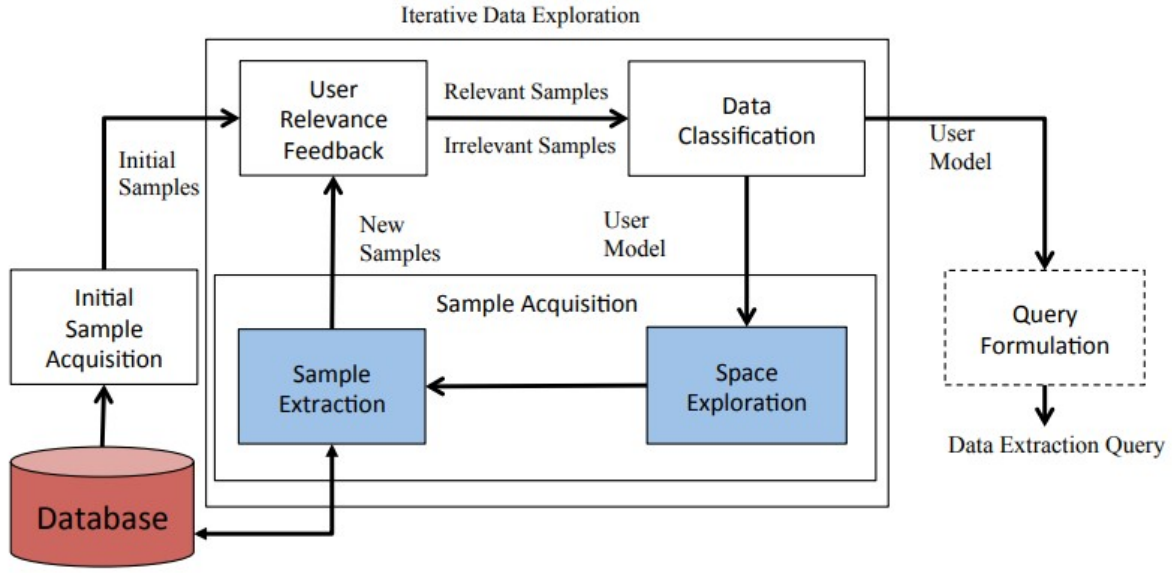 Iterative Data Exploration
User
Relevance
Feedback
Relevant Samples
Irrelevant Samples
Data
Classification
User
Model
Initial
Samples
New
Samples
User
Model
Initial
Sample
Acquisition
Sample Acquisition
Sample
Extraction
Space
Exploration
Query
Formulation
Data Extraction Query
Database